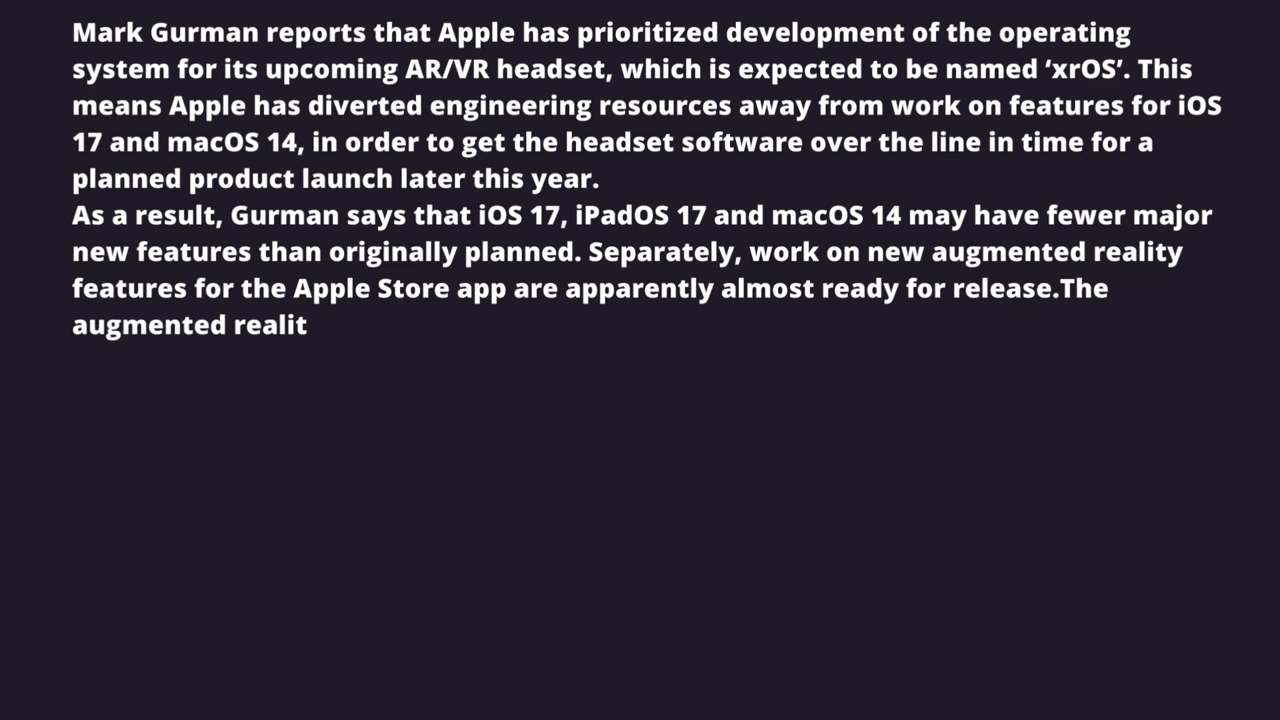 Mark Gurman reports that Apple has prioritized development of the operating
system for its upcoming AR/VR headset, which is expected to be named ‘xrOS’. This
means Apple has diverted engineering resources away from work on features for iOS
17 and macOS 14, in order to get the headset software over the line in time for a
planned product launch later this year.
As a result, Gurman says that iOS 17, iPadOS 17 and macOS 14 may have fewer major
new features than originally planned. Separately, work on new augmented reality
features for the Apple Store app are apparently almost ready for release.The
augmented realit